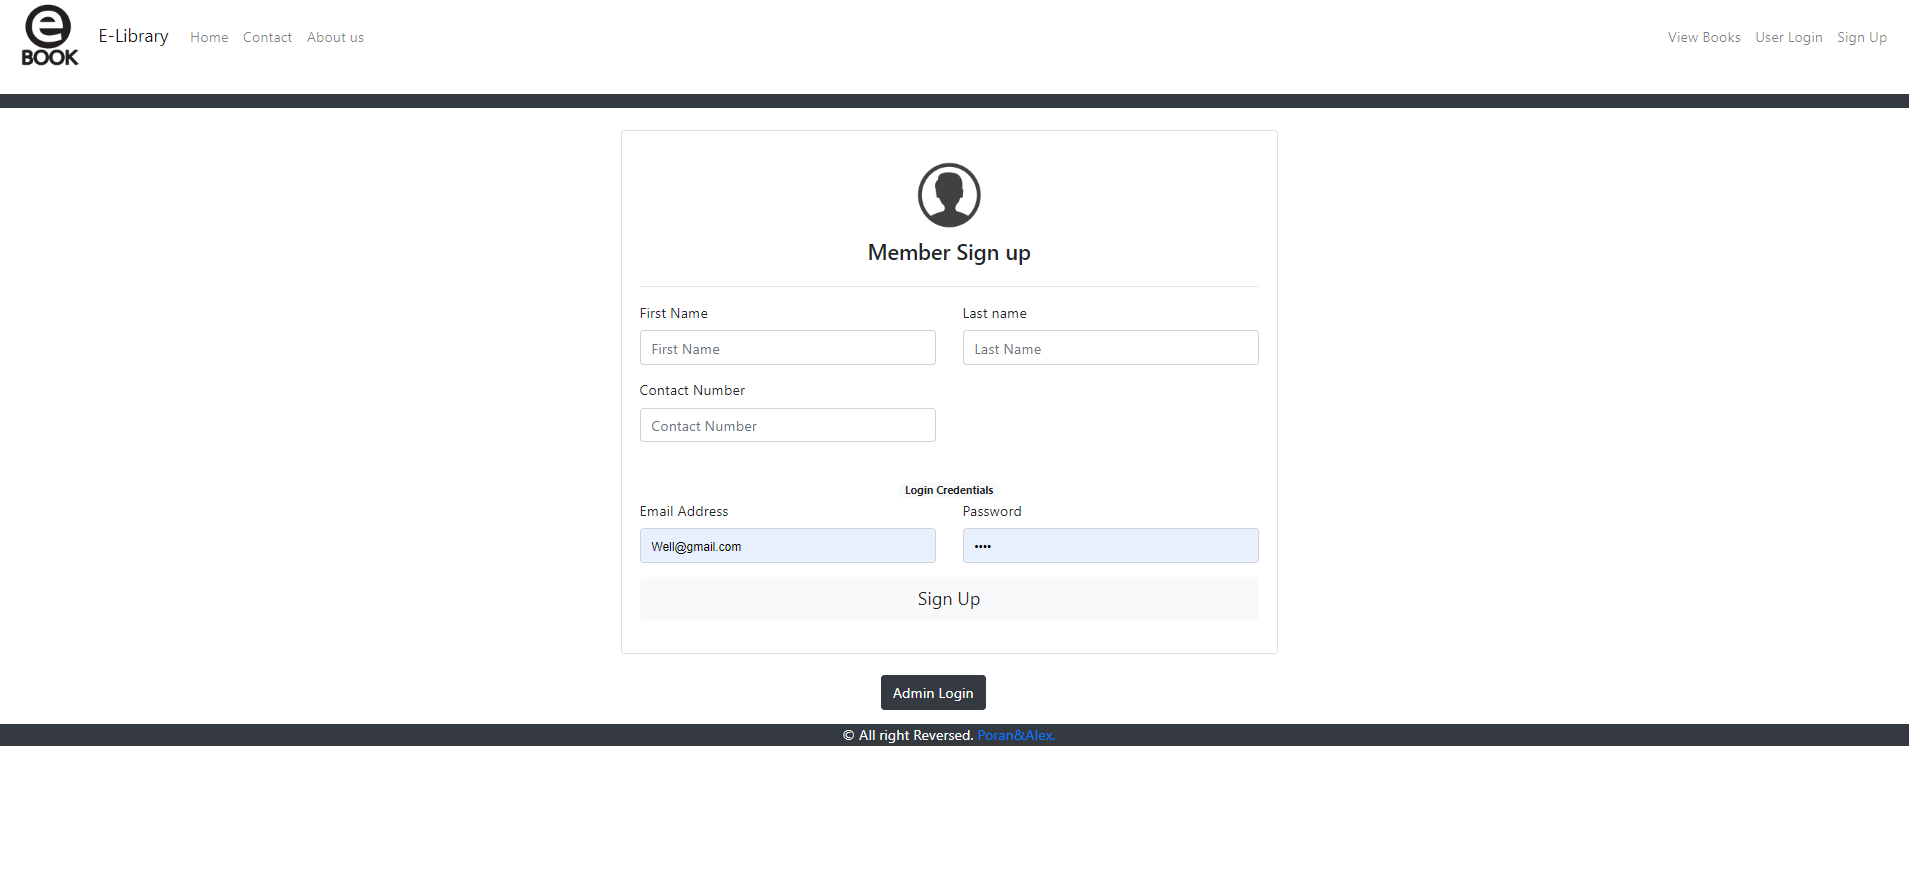 e
BOOK
E-Library Home Contact About us View Books User Login Sign Up
Member Sign up
First Name Last name
First Name Last Name
Contact Number
Contact Number
Login Credentials
Email Address Password
Well@gmail.com ••••
Sign Up
Admin Login
© All right Reversed. Poran&Alex.